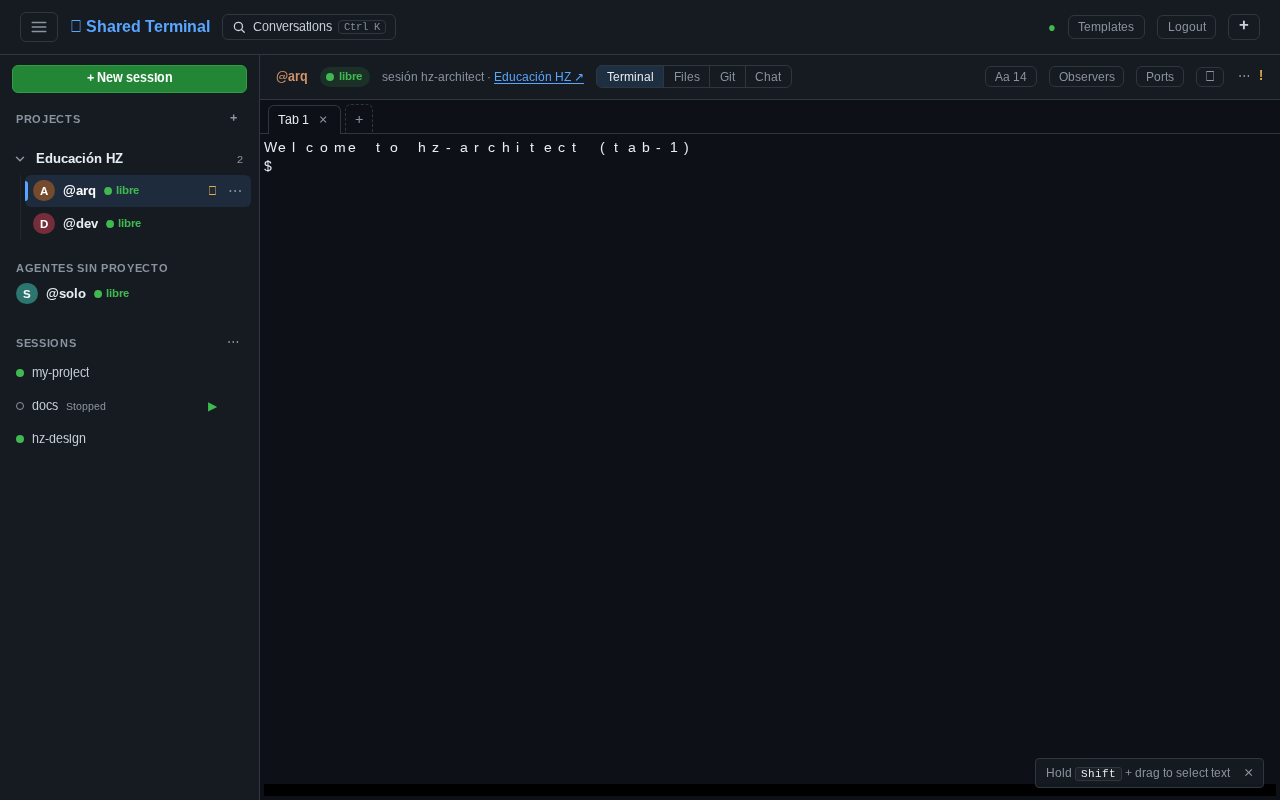 Shared Terminal
Conversations Ctrl K
Templates
Logout
+
+ New session
PROJECTS +
Educación HZ 2
A @arq libre ···
D @dev libre
AGENTES SIN PROYECTO
S @solo libre
SESSIONS ···
my-project
docs Stopped
hz-design
@arq libre sesión hz-architect · Educación HZ ↗
Terminal Files Git Chat
Aa 14 Observers Ports ··· !
Tab 1 × +
Welcome to hz-architect (tab-1)
$
Hold Shift + drag to select text ×